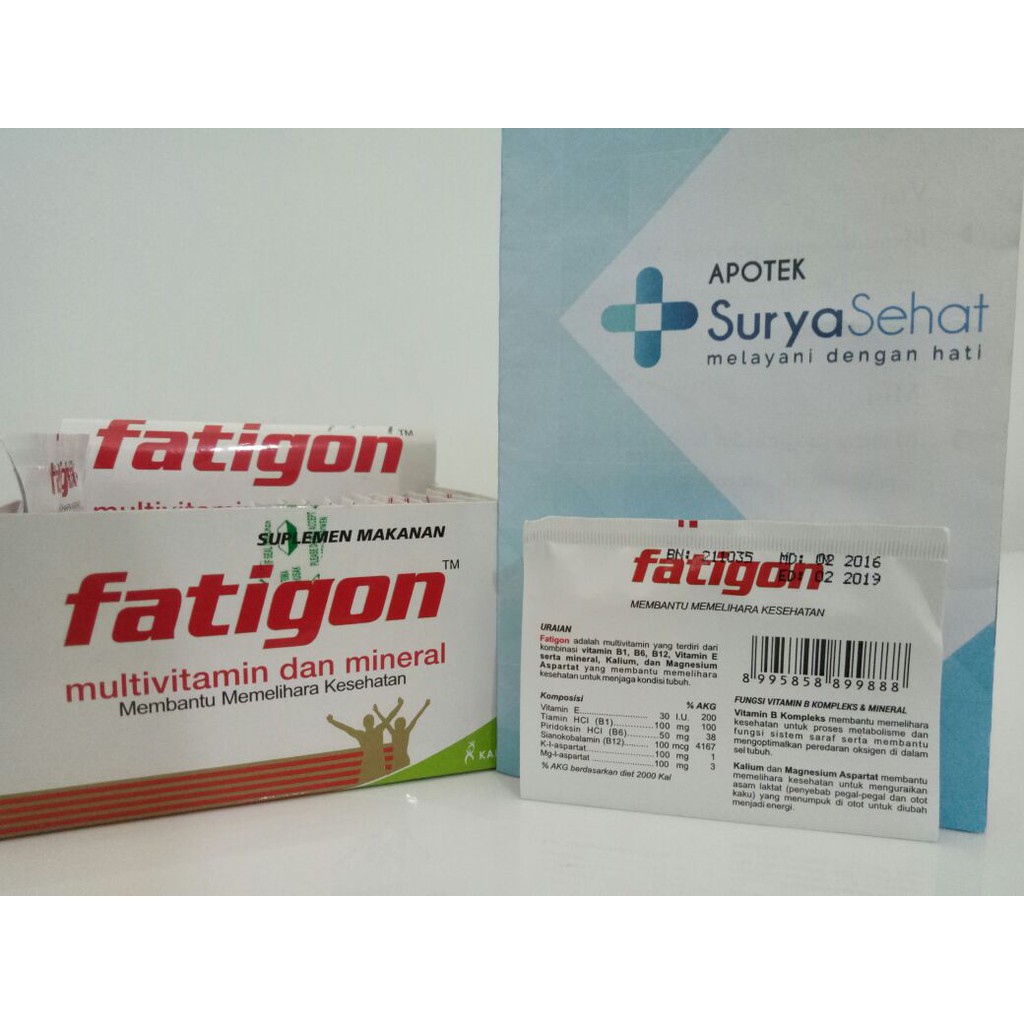 APOTEK
SuryaSehat
melayani dengan hati
fatigon™
SUPLEMEN MAKANAN
fatigon™
multivitamin dan mineral
Membantu Memelihara Kesehatan
BN: 211035 MD: 02 2016
ED: 02 2019
fatigon
MEMBANTU MEMELIHARA KESEHATAN
URAIAN
Fatigon adalah multivitamin yang terdiri dari
kombinasi vitamin B1, B6, B12, Vitamin E
serta mineral, Kalium, dan Magnesium
Aspartat yang membantu memelihara
kesehatan untuk menjaga kondisi tubuh.
Komposisi % AKG
Vitamin E 30 I.U. 200
Tiamin HCl (B1) 100 mg 100
Piridoksin HCl (B6) 50 mg 38
Sianokobalamin (B12) 100 mcg 4167
K-l-aspartat 100 mg 1
Mg-l-aspartat 100 mg 3
% AKG berdasarkan diet 2000 Kal
8 995858 899888
FUNGSI VITAMIN B KOMPLEKS & MINERAL
Vitamin B Kompleks membantu memelihara
kesehatan untuk proses metabolisme dan
fungsi sistem saraf serta membantu
mengoptimalkan peredaran oksigen di dalam
sel tubuh.
Kalium dan Magnesium Aspartat membantu
memelihara kesehatan untuk menguraikan
asam laktat (penyebab pegal-pegal dan otot
kaku) yang menumpuk di otot untuk diubah
menjadi energi.